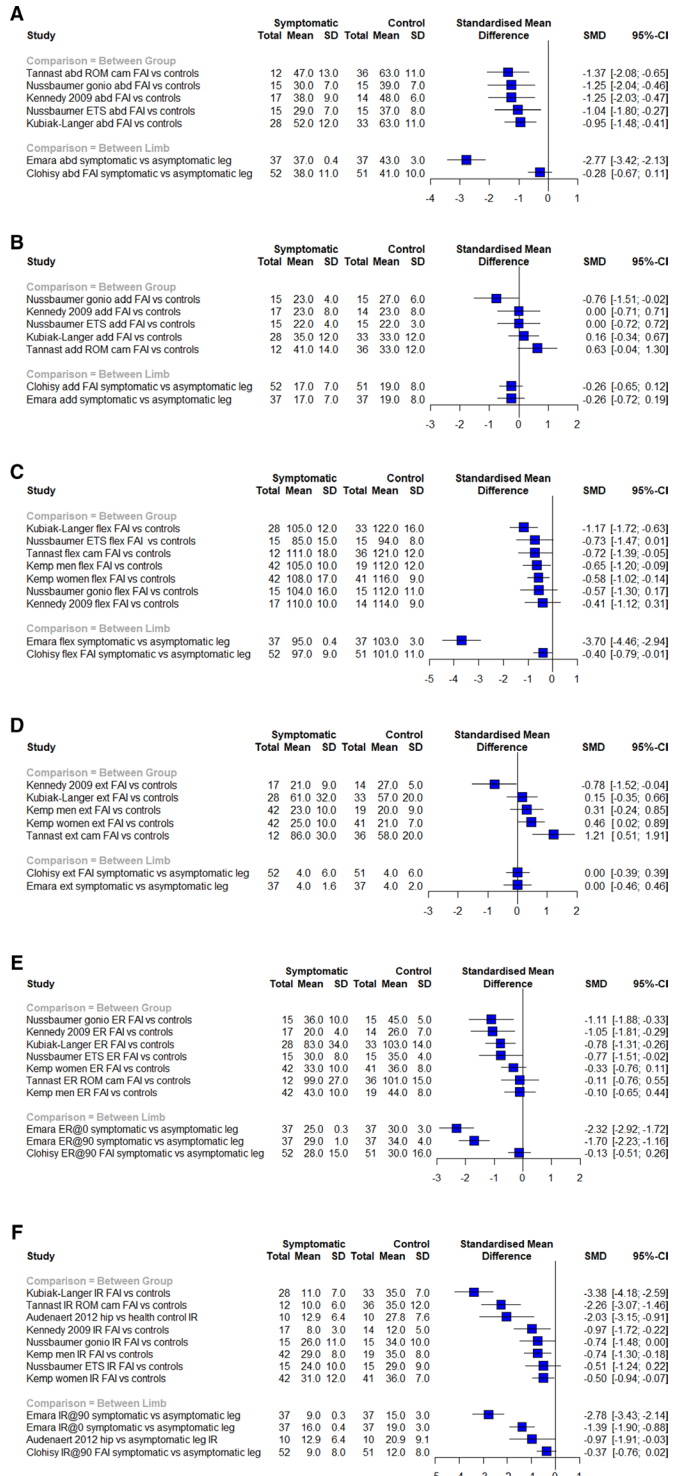 A
Symptomatic Control Standardised Mean
Study Total Mean SD Total Mean SD Difference SMD 95%-CI
Comparison = Between Group
Tannast abd ROM cam FAI vs controls 12 47.0 13.0 36 63.0 11.0 -1.37 [-2.08; -0.65]
Nussbaumer gonio abd FAI vs controls 15 30.0 7.0 15 39.0 7.0 -1.25 [-2.04; -0.46]
Kennedy 2009 abd FAI vs controls 17 38.0 9.0 14 48.0 6.0 -1.25 [-2.03; -0.47]
Nussbaumer ETS abd FAI vs controls 15 29.0 7.0 15 37.0 8.0 -1.04 [-1.80; -0.27]
Kubiak-Langer abd FAI vs controls 28 52.0 12.0 33 63.0 11.0 -0.95 [-1.48; -0.41]
Comparison = Between Limb
Emara abd symptomatic vs asymptomatic leg 37 37.0 0.4 37 43.0 3.0 -2.77 [-3.42; -2.13]
Clohisy abd FAI symptomatic vs asymptomatic leg 52 38.0 11.0 51 41.0 10.0 -0.28 [-0.67; 0.11]
-4 -3 -2 -1 0 1
B
Symptomatic Control Standardised Mean
Study Total Mean SD Total Mean SD Difference SMD 95%-CI
Comparison = Between Group
Nussbaumer gonio add FAI vs controls 15 23.0 4.0 15 27.0 6.0 -0.76 [-1.51; -0.02]
Kennedy 2009 add FAI vs controls 17 23.0 8.0 14 23.0 8.0 0.00 [-0.71; 0.71]
Nussbaumer ETS add FAI vs controls 15 22.0 4.0 15 22.0 3.0 0.00 [-0.72; 0.72]
Kubiak-Langer add FAI vs controls 28 35.0 12.0 33 33.0 12.0 0.16 [-0.34; 0.67]
Tannast add ROM cam FAI vs controls 12 41.0 14.0 36 33.0 12.0 0.63 [-0.04; 1.30]
Comparison = Between Limb
Clohisy add FAI symptomatic vs asymptomatic leg 52 17.0 7.0 51 19.0 8.0 -0.26 [-0.65; 0.12]
Emara add symptomatic vs asymptomatic leg 37 17.0 7.0 37 19.0 8.0 -0.26 [-0.72; 0.19]
-3 -2 -1 0 1 2
C
Symptomatic Control Standardised Mean
Study Total Mean SD Total Mean SD Difference SMD 95%-CI
Comparison = Between Group
Kubiak-Langer flex FAI vs controls 28 105.0 12.0 33 122.0 16.0 -1.17 [-1.72; -0.63]
Nussbaumer ETS flex FAI vs controls 15 85.0 15.0 15 94.0 8.0 -0.73 [-1.47; 0.01]
Tannast flex cam FAI vs controls 12 111.0 18.0 36 121.0 12.0 -0.72 [-1.39; -0.05]
Kemp men flex FAI vs controls 42 105.0 10.0 19 112.0 12.0 -0.65 [-1.20; -0.09]
Kemp women flex FAI vs controls 42 108.0 17.0 41 116.0 9.0 -0.58 [-1.02; -0.14]
Nussbaumer gonio flex FAI vs controls 15 104.0 16.0 15 112.0 11.0 -0.57 [-1.30; 0.17]
Kennedy 2009 flex FAI vs controls 17 110.0 10.0 14 114.0 9.0 -0.41 [-1.12; 0.31]
Comparison = Between Limb
Emara flex symptomatic vs asymptomatic leg 37 95.0 0.4 37 103.0 3.0 -3.70 [-4.46; -2.94]
Clohisy flex FAI symptomatic vs asymptomatic leg 52 97.0 9.0 51 101.0 11.0 -0.40 [-0.79; -0.01]
-5 -4 -3 -2 -1 0 1
D
Symptomatic Control Standardised Mean
Study Total Mean SD Total Mean SD Difference SMD 95%-CI
Comparison = Between Group
Kennedy 2009 ext FAI vs controls 17 21.0 9.0 14 27.0 5.0 -0.78 [-1.52; -0.04]
Kubiak-Langer ext FAI vs controls 28 61.0 32.0 33 57.0 20.0 0.15 [-0.35; 0.66]
Kemp men ext FAI vs controls 42 23.0 10.0 19 20.0 9.0 0.31 [-0.24; 0.85]
Kemp women ext FAI vs controls 42 25.0 10.0 41 21.0 7.0 0.46 [ 0.02; 0.89]
Tannast ext cam FAI vs controls 12 86.0 30.0 36 58.0 20.0 1.21 [ 0.51; 1.91]
Comparison = Between Limb
Clohisy ext FAI symptomatic vs asymptomatic leg 52 4.0 6.0 51 4.0 6.0 0.00 [-0.39; 0.39]
Emara ext symptomatic vs asymptomatic leg 37 4.0 1.6 37 4.0 2.0 0.00 [-0.46; 0.46]
-3 -2 -1 0 1 2
E
Symptomatic Control Standardised Mean
Study Total Mean SD Total Mean SD Difference SMD 95%-CI
Comparison = Between Group
Nussbaumer gonio ER FAI vs controls 15 36.0 10.0 15 45.0 5.0 -1.11 [-1.88; -0.33]
Kennedy 2009 ER FAI vs controls 17 20.0 4.0 14 26.0 7.0 -1.05 [-1.81; -0.29]
Kubiak-Langer ER FAI vs controls 28 83.0 34.0 33 103.0 14.0 -0.78 [-1.31; -0.26]
Nussbaumer ETS ER FAI vs controls 15 30.0 8.0 15 35.0 4.0 -0.77 [-1.51; -0.02]
Kemp women ER FAI vs controls 42 33.0 10.0 41 36.0 8.0 -0.33 [-0.76; 0.11]
Tannast ER ROM cam FAI vs controls 12 99.0 27.0 36 101.0 15.0 -0.11 [-0.76; 0.55]
Kemp men ER FAI vs controls 42 43.0 10.0 19 44.0 8.0 -0.10 [-0.65; 0.44]
Comparison = Between Limb
Emara ER@0 symptomatic vs asymptomatic leg 37 25.0 0.3 37 30.0 3.0 -2.32 [-2.92; -1.72]
Emara ER@90 symptomatic vs asymptomatic leg 37 29.0 1.0 37 34.0 4.0 -1.70 [-2.23; -1.16]
Clohisy ER@90 FAI symptomatic vs asymptomatic leg 52 28.0 15.0 51 30.0 16.0 -0.13 [-0.51; 0.26]
-3 -2 -1 0 1 2
F
Symptomatic Control Standardised Mean
Study Total Mean SD Total Mean SD Difference SMD 95%-CI
Comparison = Between Group
Kubiak-Langer IR FAI vs controls 28 11.0 7.0 33 35.0 7.0 -3.38 [-4.18; -2.59]
Tannast IR ROM cam FAI vs controls 12 10.0 6.0 36 35.0 12.0 -2.26 [-3.07; -1.46]
Audenaert 2012 hip vs health control IR 10 12.9 6.4 10 27.8 7.6 -2.03 [-3.15; -0.91]
Kennedy 2009 IR FAI vs controls 17 8.0 3.0 14 12.0 5.0 -0.97 [-1.72; -0.22]
Nussbaumer gonio IR FAI vs controls 15 26.0 11.0 15 34.0 10.0 -0.74 [-1.48; 0.00]
Kemp men IR FAI vs controls 42 29.0 8.0 19 35.0 8.0 -0.74 [-1.30; -0.18]
Nussbaumer ETS IR FAI vs controls 15 24.0 10.0 15 29.0 9.0 -0.51 [-1.24; 0.22]
Kemp women IR FAI vs controls 42 31.0 12.0 41 36.0 7.0 -0.50 [-0.94; -0.07]
Comparison = Between Limb
Emara IR@90 symptomatic vs asymptomatic leg 37 9.0 0.3 37 15.0 3.0 -2.78 [-3.43; -2.14]
Emara IR@0 symptomatic vs asymptomatic leg 37 16.0 0.4 37 19.0 3.0 -1.39 [-1.90; -0.88]
Audenaert 2012 hip vs asymptomatic leg IR 10 12.9 6.4 10 20.9 9.1 -0.97 [-1.91; -0.03]
Clohisy IR@90 FAI symptomatic vs asymptomatic leg 52 9.0 8.0 51 12.0 8.0 -0.37 [-0.76; 0.02]
-5 -4 -3 -2 -1 0 1